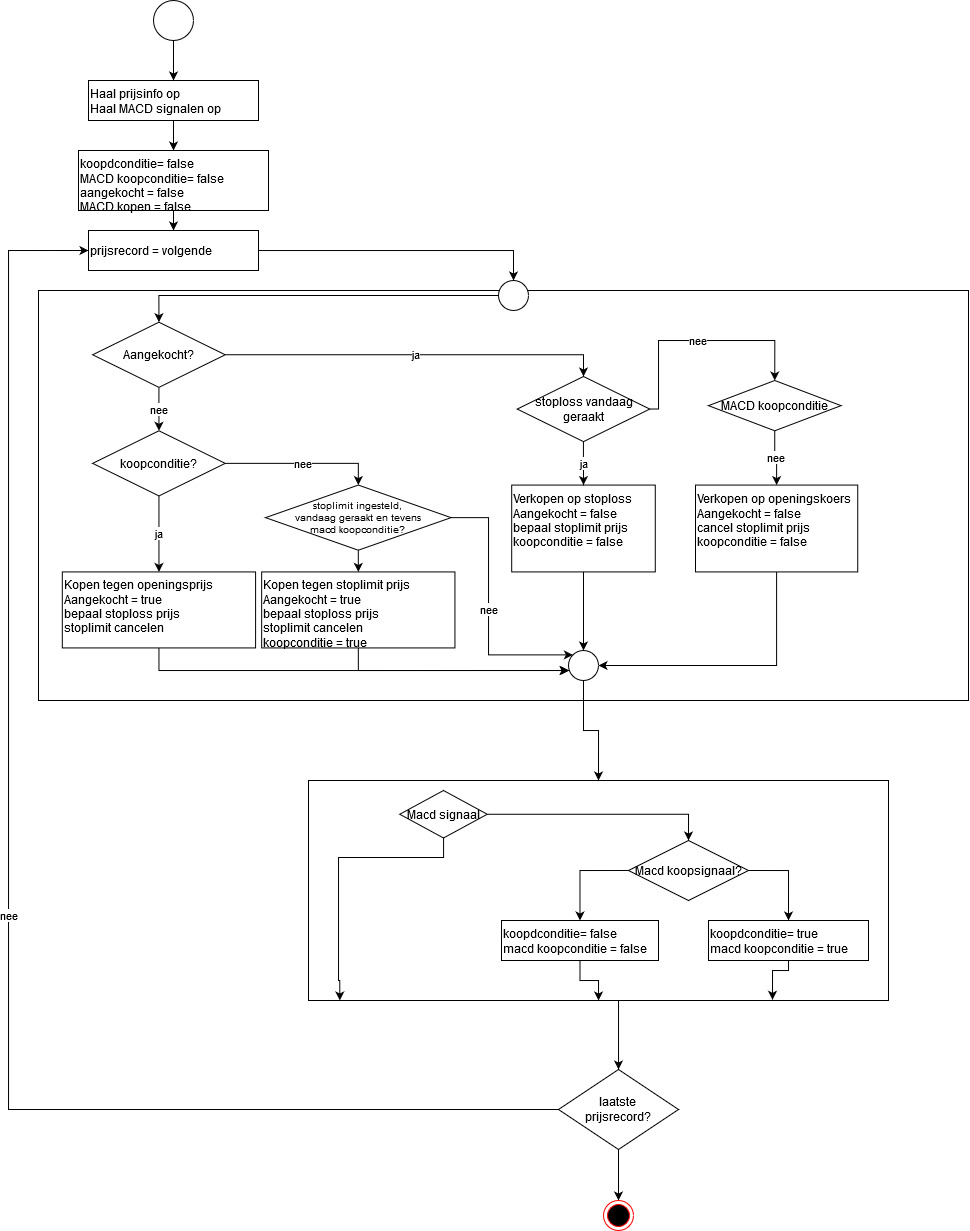 Haal prijsinfo op
Haal MACD signalen op
koopdconditie= false
MACD koopconditie= false
aangekocht = false
MACD kopen = false
prijsrecord = volgende
Aangekocht?
ja
nee
stoploss vandaag
geraakt
nee
MACD koopconditie
nee
koopconditie?
nee
ja
stoplimit ingesteld,
vandaag geraakt en tevens
macd koopconditie?
ja
nee
Verkopen op stoploss
Aangekocht = false
bepaal stoplimit prijs
koopconditie = false
Verkopen op openingskoers
Aangekocht = false
cancel stoplimit prijs
koopconditie = false
Kopen tegen openingsprijs
Aangekocht = true
bepaal stoploss prijs
stoplimit cancelen
Kopen tegen stoplimit prijs
Aangekocht = true
bepaal stoploss prijs
stoplimit cancelen
koopconditie = true
Macd signaal
Macd koopsignaal?
koopdconditie= false
macd koopconditie = false
koopdconditie= true
macd koopconditie = true
nee
laatste
prijsrecord?